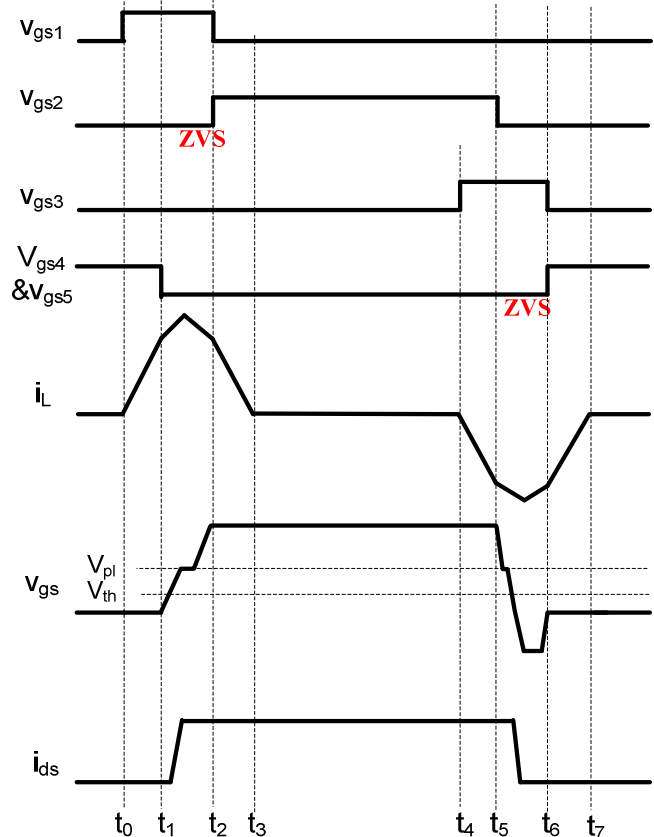 vgs1
vgs2
ZVS
vgs3
Vgs4
&vgs5
ZVS
iL
Vpl
vgs
Vth
ids
t0 t1 t2 t3 t4 t5 t6 t7